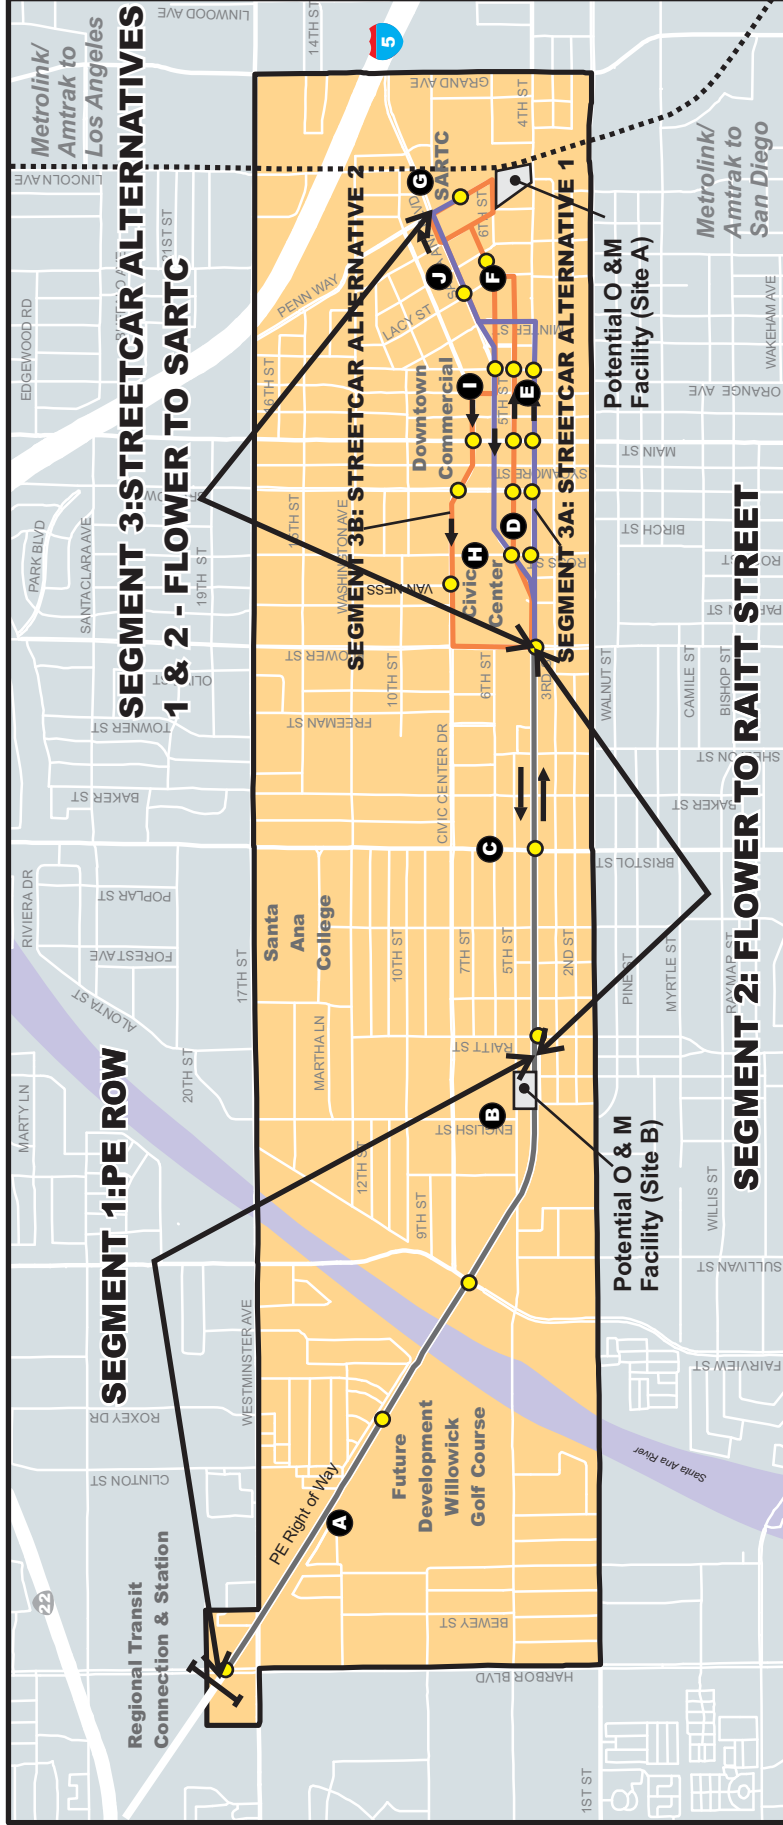 SEGMENT 1:PE ROW
SEGMENT 3:STREETCAR ALTERNATIVES
1 & 2 - FLOWER TO SARTC
SEGMENT 2: FLOWER TO RAITT STREET
SEGMENT 3B: STREETCAR ALTERNATIVE 2
SEGMENT 3A: STREETCAR ALTERNATIVE 1
Metrolink/
Amtrak to
Los Angeles
Metrolink/
Amtrak to
San Diego
Regional Transit
Connection & Station
PE Right of Way
Future
Development
Willowick
Golf Course
Santa
Ana
College
Civic
Center
Downtown
Commercial
SARTC
Potential O & M
Facility (Site B)
Potential O &M
Facility (Site A)
Santa Ana River
A
B
C
D
E
F
G
H
I
J
22
5
MARTY LN
RIVIERA DR
PARK BLVD
EDGEWOOD RD
LINCOLN AVE
LINWOOD AVE
SANTA CLARA AVE
ROXEY DR
CLINTON ST
ALONTA ST
20TH ST
FOREST AVE
POPLAR ST
BAKER ST
TOWNER ST
19TH ST
21ST ST
14TH ST
WESTMINSTER AVE
17TH ST
MARTHA LN
12TH ST
9TH ST
ENGLISH ST
RAITT ST
10TH ST
7TH ST
5TH ST
2ND ST
CIVIC CENTER DR
FREEMAN ST
10TH ST
6TH ST
VAN NESS
WASHINGTON AVE
15TH ST
16TH ST
PENN WAY
LACY ST
5TH ST
6TH ST
4TH ST
GRAND AVE
BEWEY ST
HARBOR BLVD
1ST ST
FAIRVIEW ST
SULLIVAN ST
WILLIS ST
PINE ST
MYRTLE ST
BRISTOL ST
BAKER ST
WALNUT ST
CAMILE ST
BISHOP ST
BIRCH ST
MAIN ST
ORANGE AVE
WAKEHAM AVE